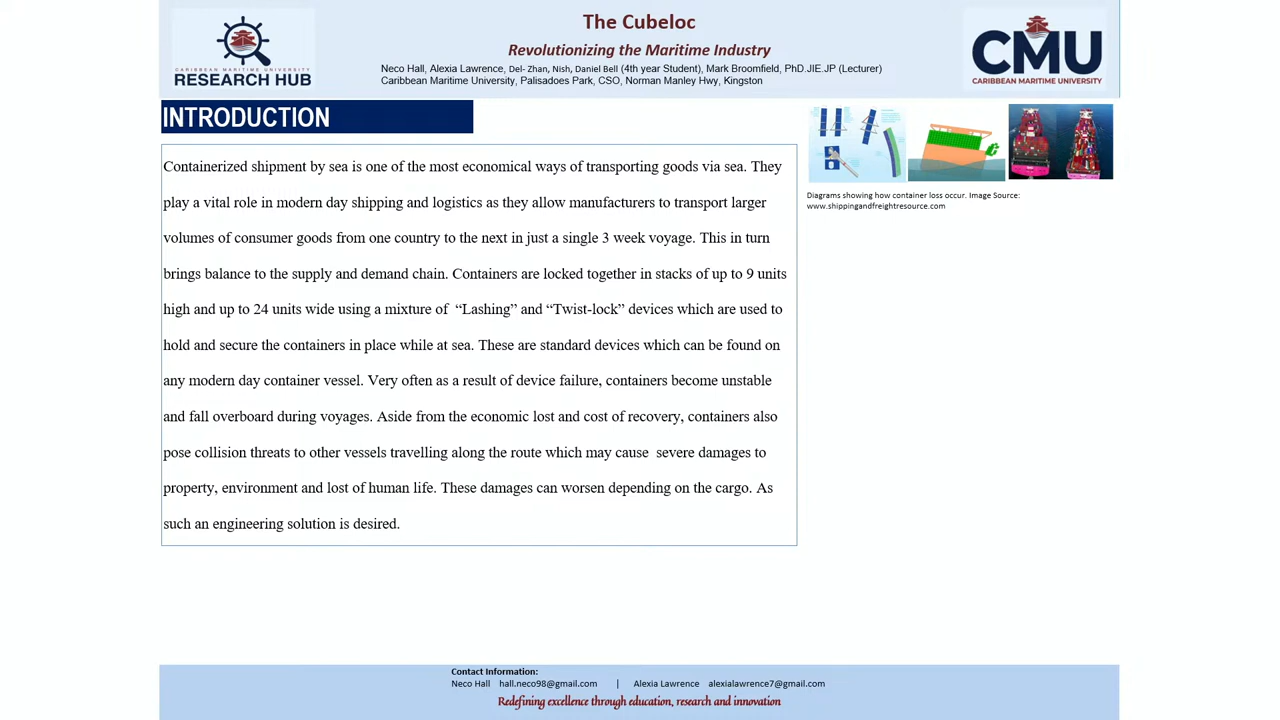 The Cubeloc
Revolutionizing the Maritime Industry
Neco Hall, Alexia Lawrence, Del- Zhan, Nish, Daniel Bell (4th year Student), Mark Broomfield, PhD.JIE.JP (Lecturer)
Caribbean Maritime University, Palisadoes Park, CSO, Norman Manley Hwy, Kingston
CARIBBEAN MARITIME UNIVERSITY
RESEARCH HUB
CMU
CARIBBEAN MARITIME UNIVERSITY
INTRODUCTION
Containerized shipment by sea is one of the most economical ways of transporting goods via sea. They
play a vital role in modern day shipping and logistics as they allow manufacturers to transport larger
volumes of consumer goods from one country to the next in just a single 3 week voyage. This in turn
brings balance to the supply and demand chain. Containers are locked together in stacks of up to 9 units
high and up to 24 units wide using a mixture of “Lashing” and “Twist-lock” devices which are used to
hold and secure the containers in place while at sea. These are standard devices which can be found on
any modern day container vessel. Very often as a result of device failure, containers become unstable
and fall overboard during voyages. Aside from the economic lost and cost of recovery, containers also
pose collision threats to other vessels travelling along the route which may cause severe damages to
property, environment and lost of human life. These damages can worsen depending on the cargo. As
such an engineering solution is desired.
Diagrams showing how container loss occur. Image Source:
www.shippingandfreightresource.com
Contact Information:
Neco Hall hall.neco98@gmail.com | Alexia Lawrence alexialawrence7@gmail.com
Redefining excellence through education, research and innovation